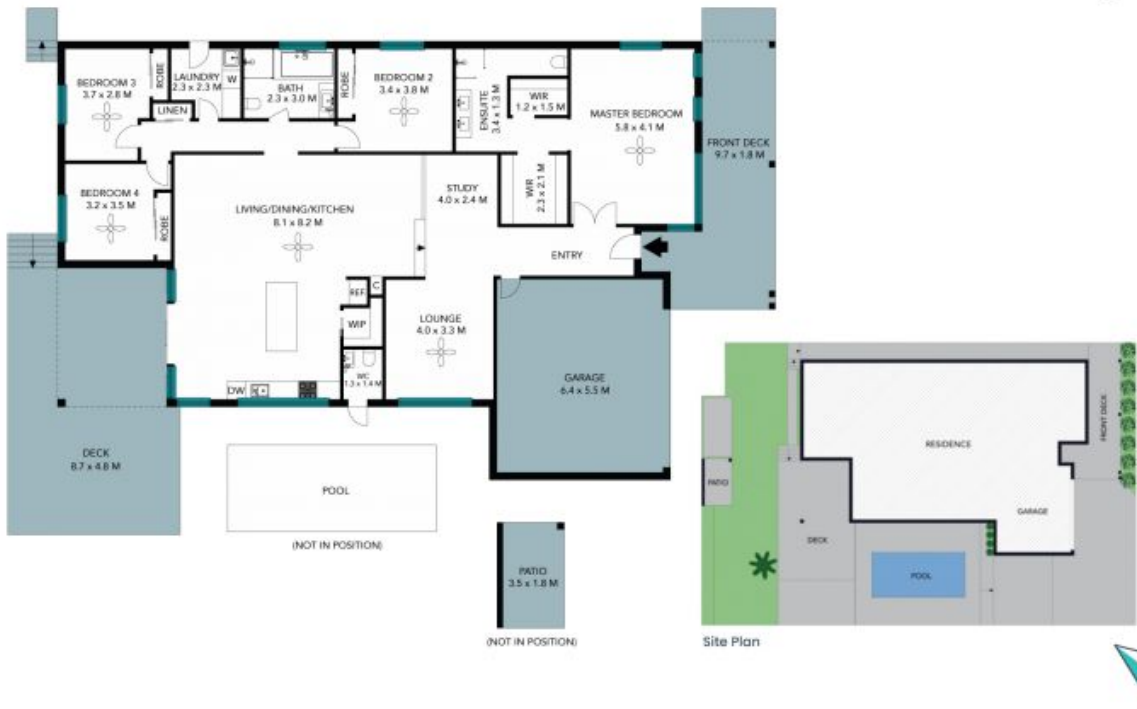 BEDROOM 3
3.7 x 2.8 M
ROBE
LAUNDRY
2.3 x 2.3 M
W
LINEN
BATH
2.3 x 3.0 M
ROBE
BEDROOM 2
3.4 x 3.8 M
ENSUITE
3.4 x 1.3 M
WIR
1.2 x 1.5 M
MASTER BEDROOM
5.8 x 4.1 M
FRONT DECK
9.7 x 1.8 M
BEDROOM 4
3.2 x 3.5 M
ROBE
LIVING/DINING/KITCHEN
8.1 x 8.2 M
STUDY
4.0 x 2.4 M
WIR
2.3 x 2.1 M
ENTRY
REF
C
WIP
LOUNGE
4.0 x 3.3 M
WC
1.3 x 1.4 M
DW
GARAGE
6.4 x 5.5 M
DECK
8.7 x 4.8 M
POOL
(NOT IN POSITION)
PATIO
3.5 x 1.8 M
(NOT IN POSITION)
RESIDENCE
FRONT DECK
PATIO
GARAGE
DECK
POOL
Site Plan